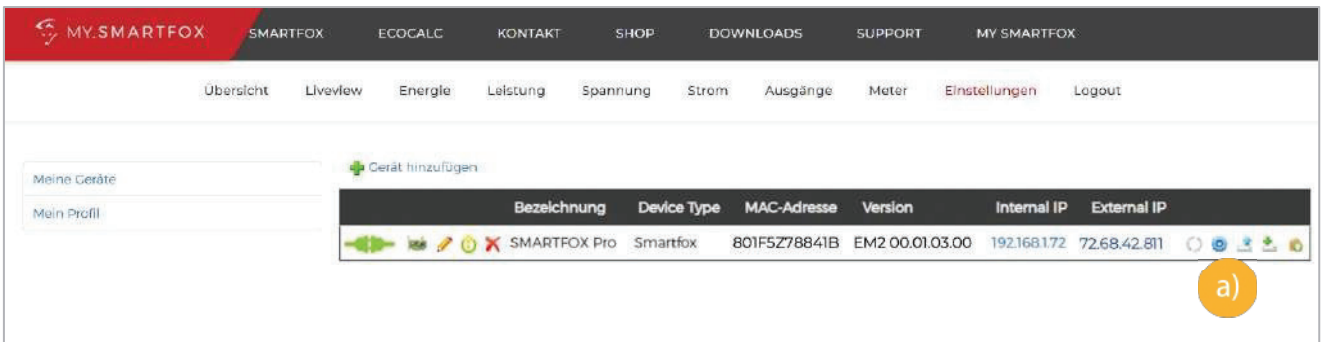 MY.SMARTFOX SMARTFOX ECOCALC KONTAKT SHOP DOWNLOADS SUPPORT MY SMARTFOX
Übersicht Liveview Energie Leistung Spannung Strom Ausgänge Meter Einstellungen Logout
Gerät hinzufügen
Meine Geräte
Mein Profil
Bezeichnung Device Type MAC-Adresse Version Internal IP External IP
SMARTFOX Pro Smartfox 801F5Z78841B EM2 00.01.03.00 192.168.1.72 72.68.42.811
a)